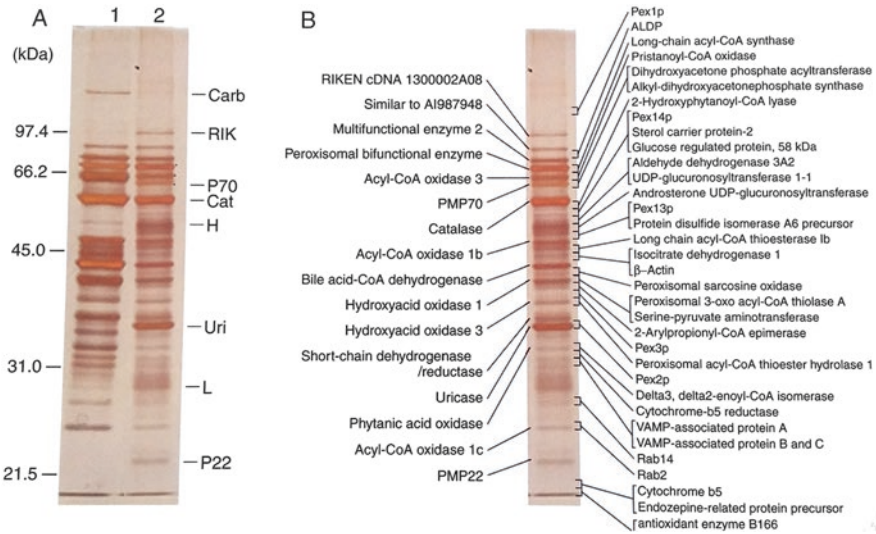 A
1 2
(kDa)
97.4
66.2
45.0
31.0
21.5
Carb
RIK
P70
Cat
H
Uri
L
P22
B
RIKEN cDNA 1300002A08
Similar to AI987948
Multifunctional enzyme 2
Peroxisomal bifunctional enzyme
Acyl-CoA oxidase 3
PMP70
Catalase
Acyl-CoA oxidase 1b
Bile acid-CoA dehydrogenase
Hydroxyacid oxidase 1
Hydroxyacid oxidase 3
Short-chain dehydrogenase
/reductase
Uricase
Phytanic acid oxidase
Acyl-CoA oxidase 1c
PMP22
Pex1p
ALDP
Long-chain acyl-CoA synthase
Pristanoyl-CoA oxidase
Dihydroxyacetone phosphate acyltransferase
Alkyl-dihydroxyacetonephosphate synthase
2-Hydroxyphytanoyl-CoA lyase
Pex14p
Sterol carrier protein-2
Glucose regulated protein, 58 kDa
Aldehyde dehydrogenase 3A2
UDP-glucuronosyltransferase 1-1
Androsterone UDP-glucuronosyltransferase
Pex13p
Protein disulfide isomerase A6 precursor
Long chain acyl-CoA thioesterase Ib
Isocitrate dehydrogenase 1
β-Actin
Peroxisomal sarcosine oxidase
Peroxisomal 3-oxo acyl-CoA thiolase A
Serine-pyruvate aminotransferase
2-Arylpropionyl-CoA epimerase
Pex3p
Peroxisomal acyl-CoA thioester hydrolase 1
Pex2p
Delta3, delta2-enoyl-CoA isomerase
Cytochrome-b5 reductase
VAMP-associated protein A
VAMP-associated protein B and C
Rab14
Rab2
Cytochrome b5
Endozepine-related protein precursor
antioxidant enzyme B166